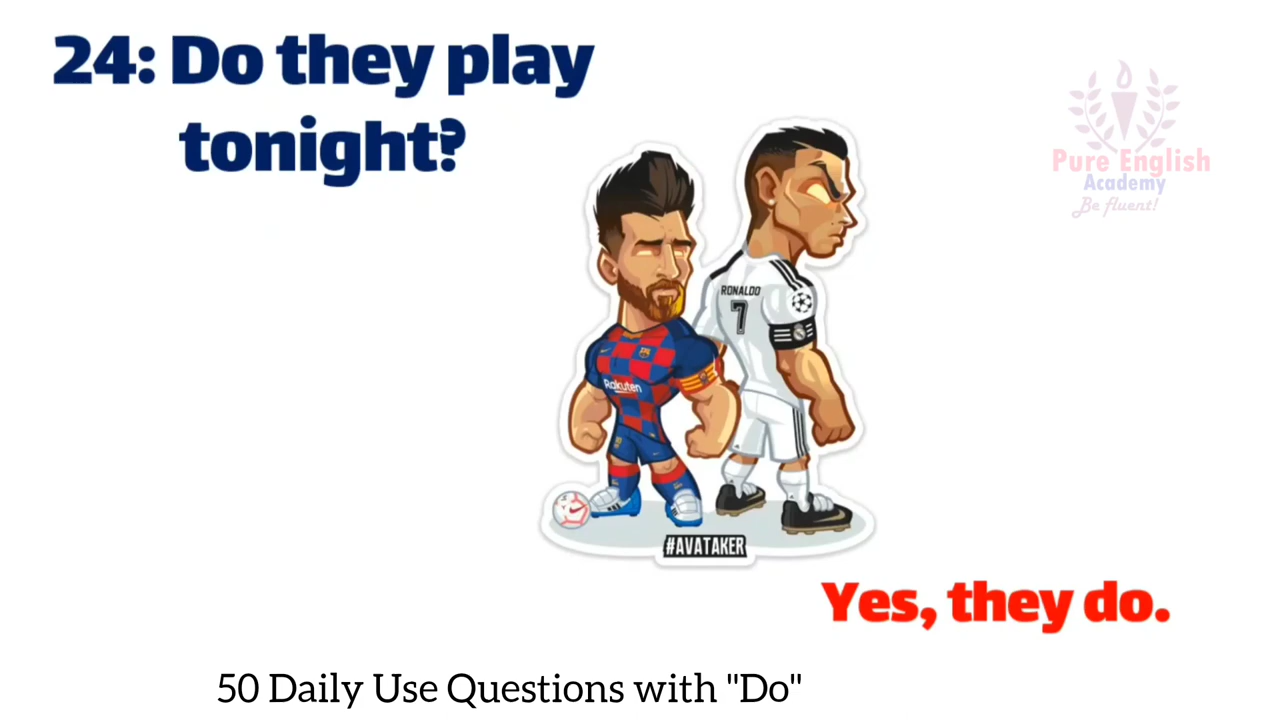 24: Do they play
tonight?
Pure English
Academy
Be fluent!
RONALDO
7
Rakuten
#AVATAKER
Yes, they do.
50 Daily Use Questions with "Do"